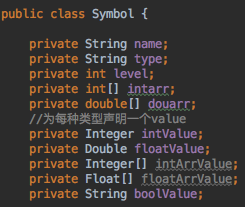 public class Symbol {
private String name;
private String type;
private int level;
private int[] intarr;
private double[] douarr;
//为每种类型声明一个value
private Integer intValue;
private Double floatValue;
private Integer[] intArrValue;
private Float[] floatArrValue;
private String boolValue;